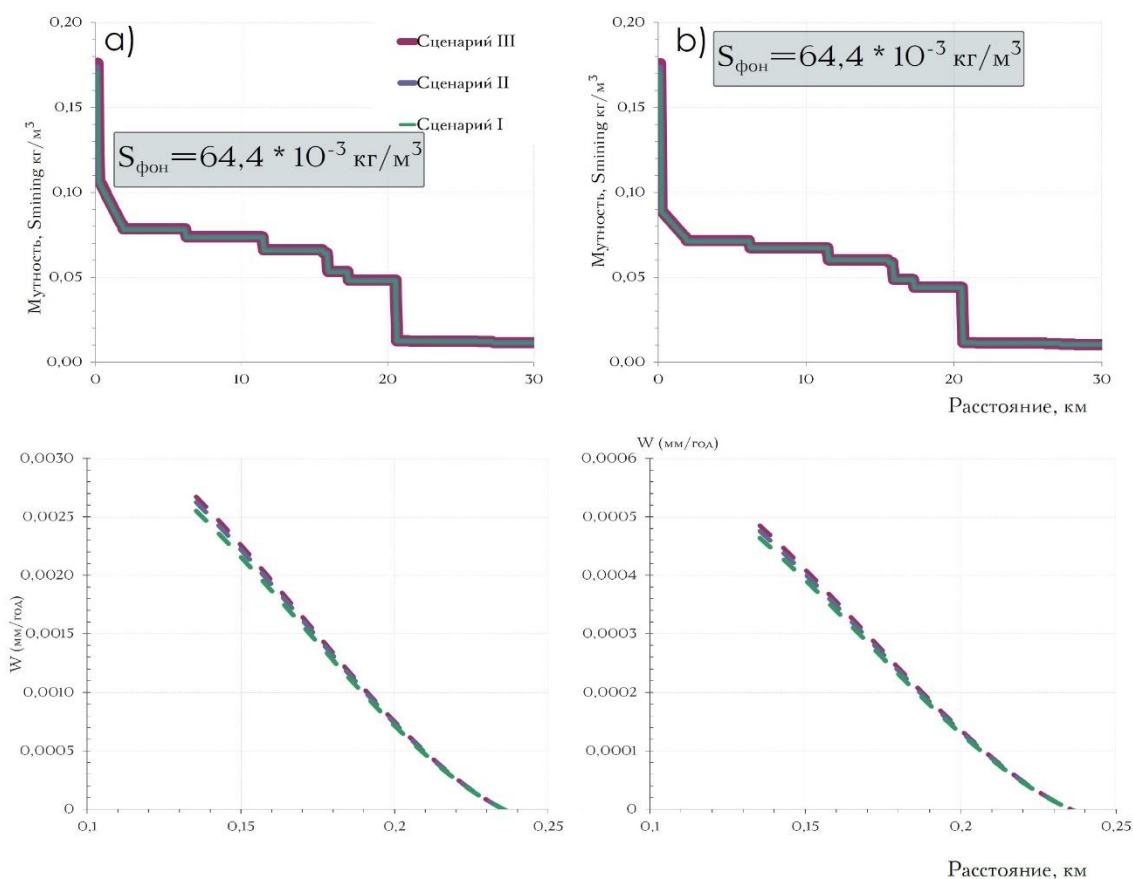 a)
Сценарий III
Сценарий II
Сценарий I
S фон=64,4 * 10-3 кг/м3
Мутность, Smining кг/м3
0,20
0,15
0,10
0,05
0,00
0 10 20 30
b)
S фон=64,4 * 10-3 кг/м3
Мутность, Smining кг/м3
0,20
0,15
0,10
0,05
0,00
0 10 20 30
Расстояние, км
W (мм/год)
0,0030
0,0025
0,0020
0,0015
0,0010
0,0005
0
0,1 0,15 0,2 0,25
W (мм/год)
0,0006
0,0005
0,0004
0,0003
0,0002
0,0001
0
0,1 0,15 0,2 0,25
Расстояние, км